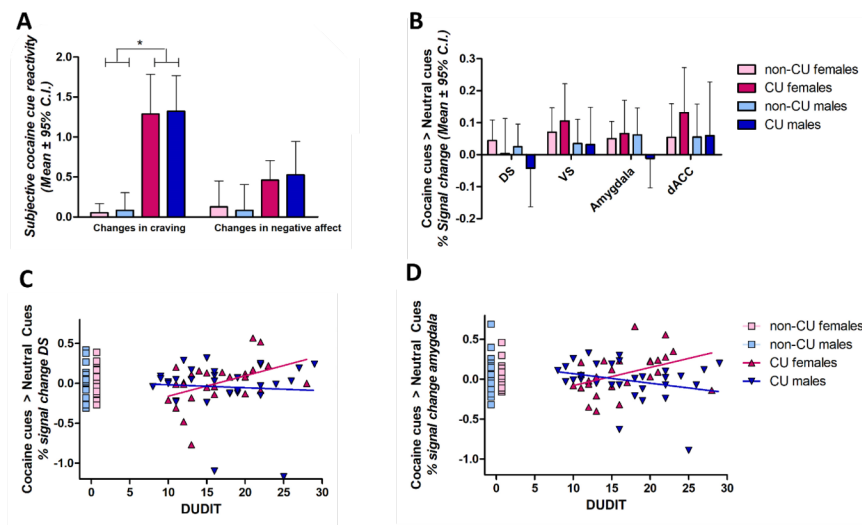 A
Subjective cocaine cue reactivity
(Mean ± 95% C.I.)
2.0
1.5
1.0
0.5
0.0
*
Changes in craving
Changes in negative affect
B
Cocaine cues > Neutral cues
% Signal change (Mean ± 95% C.I.)
0.3
0.2
0.1
0.0
-0.1
-0.2
DS
VS
Amygdala
dACC
non-CU females
CU females
non-CU males
CU males
C
Cocaine cues > Neutral Cues
% signal change DS
0.5
0.0
-0.5
-1.0
0
5
10
15
20
25
30
DUDIT
D
Cocaine cues > Neutral Cues
% signal change amygdala
0.5
0.0
-0.5
-1.0
0
5
10
15
20
25
30
DUDIT
non-CU females
non-CU males
CU females
CU males